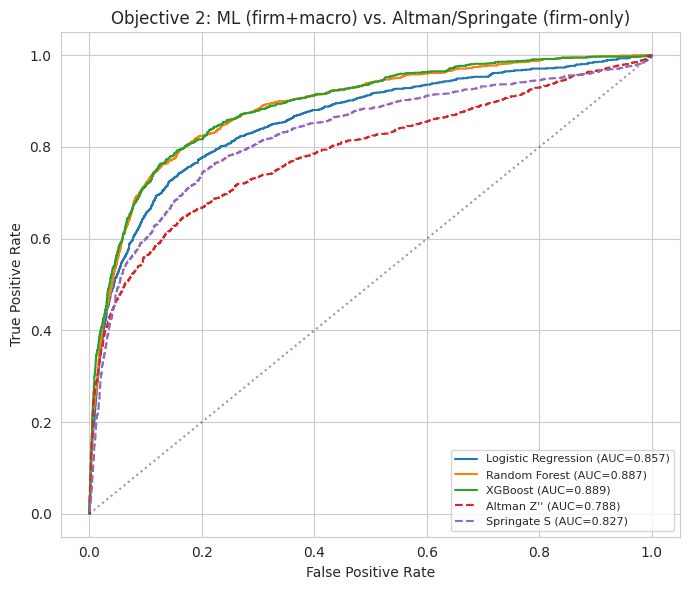 Objective 2: ML (firm+macro) vs. Altman/Springate (firm-only)
True Positive Rate
1.0
0.8
0.6
0.4
0.2
0.0
Logistic Regression (AUC=0.857)
Random Forest (AUC=0.887)
XGBoost (AUC=0.889)
Altman Z'' (AUC=0.788)
Springate S (AUC=0.827)
0.0 0.2 0.4 0.6 0.8 1.0
False Positive Rate